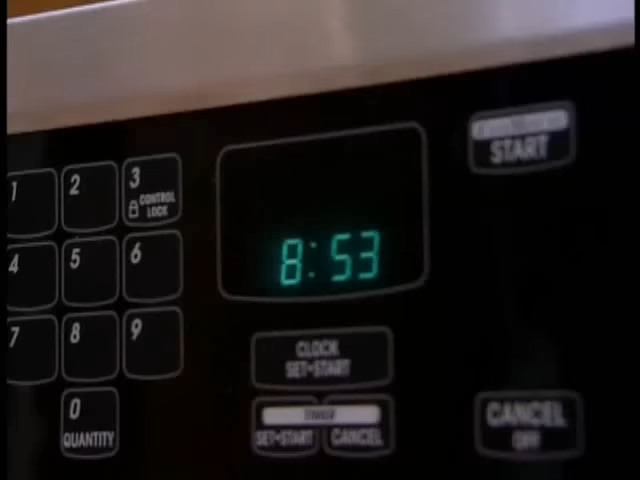 START
1 2 3
CONTROL
LOCK
8:53
4 5 6
7 8 9
CLOCK
SET•START
0
QUANTITY
TIMER
SET•START CANCEL
CANCEL
OFF